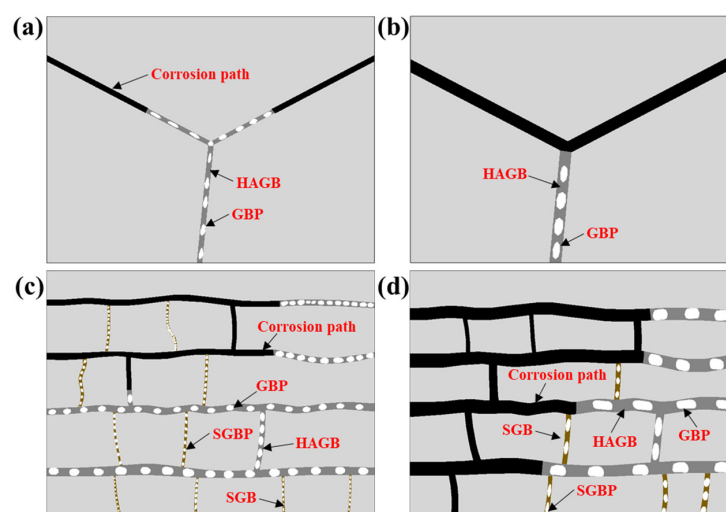 (a)
Corrosion path
HAGB
GBP
(b)
HAGB
GBP
(c)
Corrosion path
GBP
SGBP
HAGB
SGB
(d)
Corrosion path
SGB
HAGB
GBP
SGBP